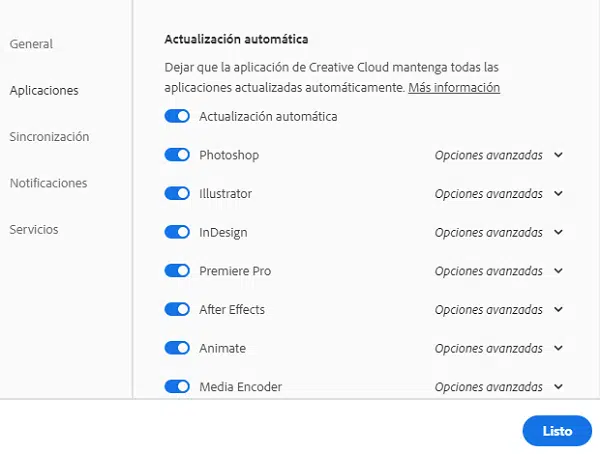 General
Aplicaciones
Sincronización
Notificaciones
Servicios
Actualización automática
Dejar que la aplicación de Creative Cloud mantenga todas las
aplicaciones actualizadas automáticamente. Más información
Actualización automática
Photoshop Opciones avanzadas
Illustrator Opciones avanzadas
InDesign Opciones avanzadas
Premiere Pro Opciones avanzadas
After Effects Opciones avanzadas
Animate Opciones avanzadas
Media Encoder Opciones avanzadas
Listo